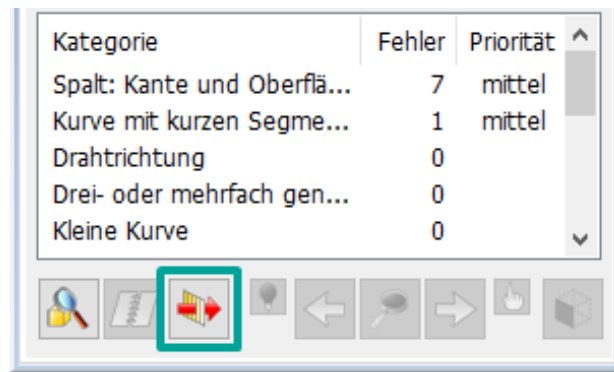 Kategorie Fehler Priorität
Spalt: Kante und Oberflä... 7 mittel
Kurve mit kurzen Segme... 1 mittel
Drahtrichtung 0
Drei- oder mehrfach gen... 0
Kleine Kurve 0